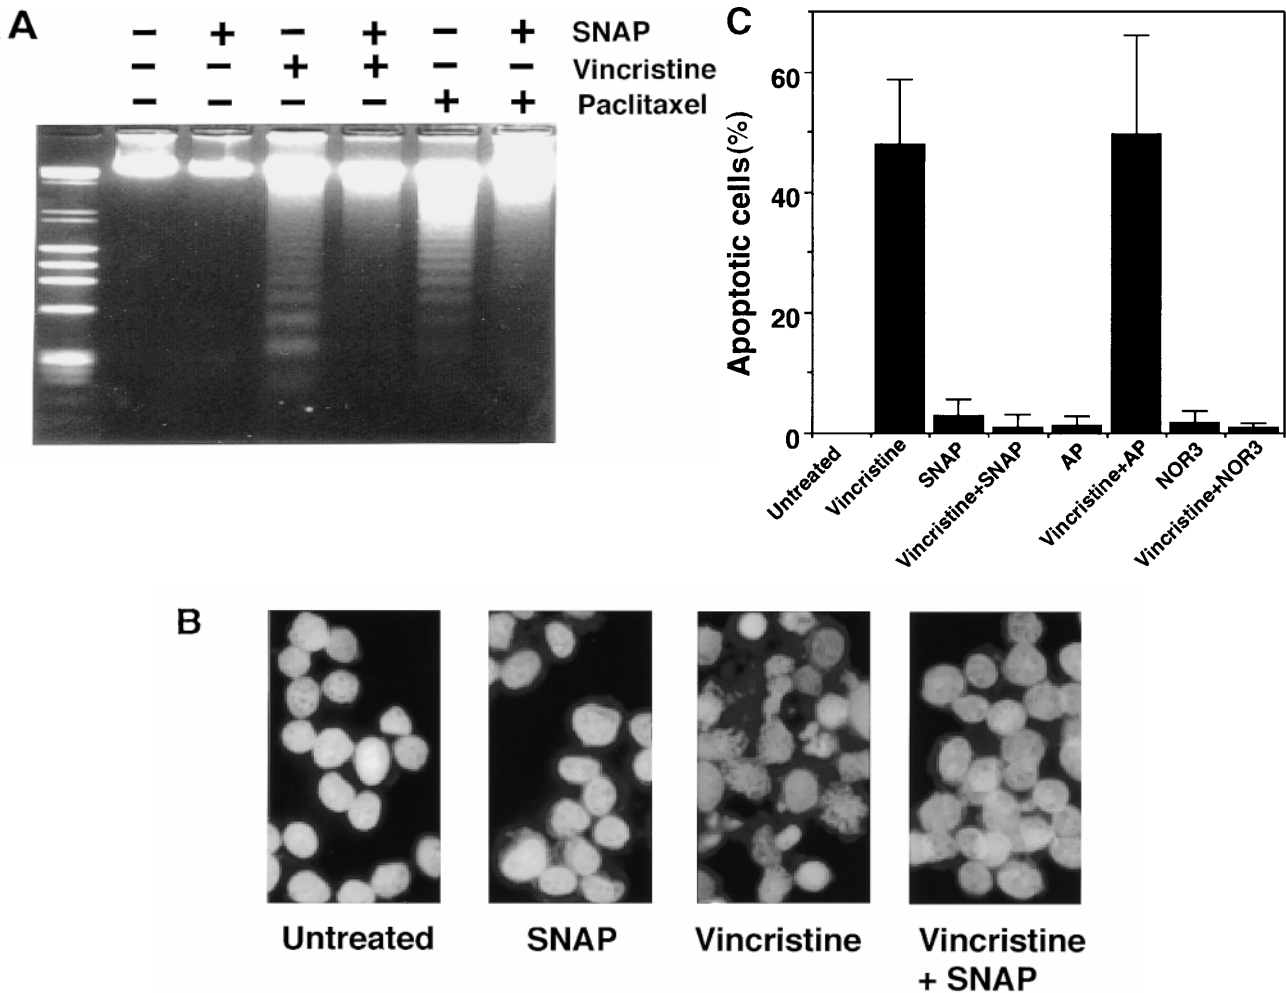 A
− + − + − + SNAP
− − + + − − Vincristine
− − − − + + Paclitaxel
C
Apoptotic cells(%)
60
40
20
0
Untreated
Vincristine
SNAP
Vincristine+SNAP
AP
Vincristine+AP
NOR3
Vincristine+NOR3
B
Untreated
SNAP
Vincristine
Vincristine
+ SNAP